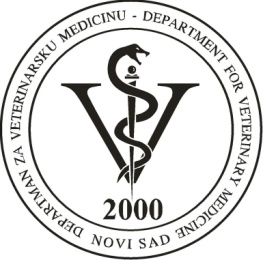 DEPARTMAN ZA VETERINARSKU MEDICINU - DEPARTMENT FOR VETERINARY MEDICINE
NOVI SAD
V
2000